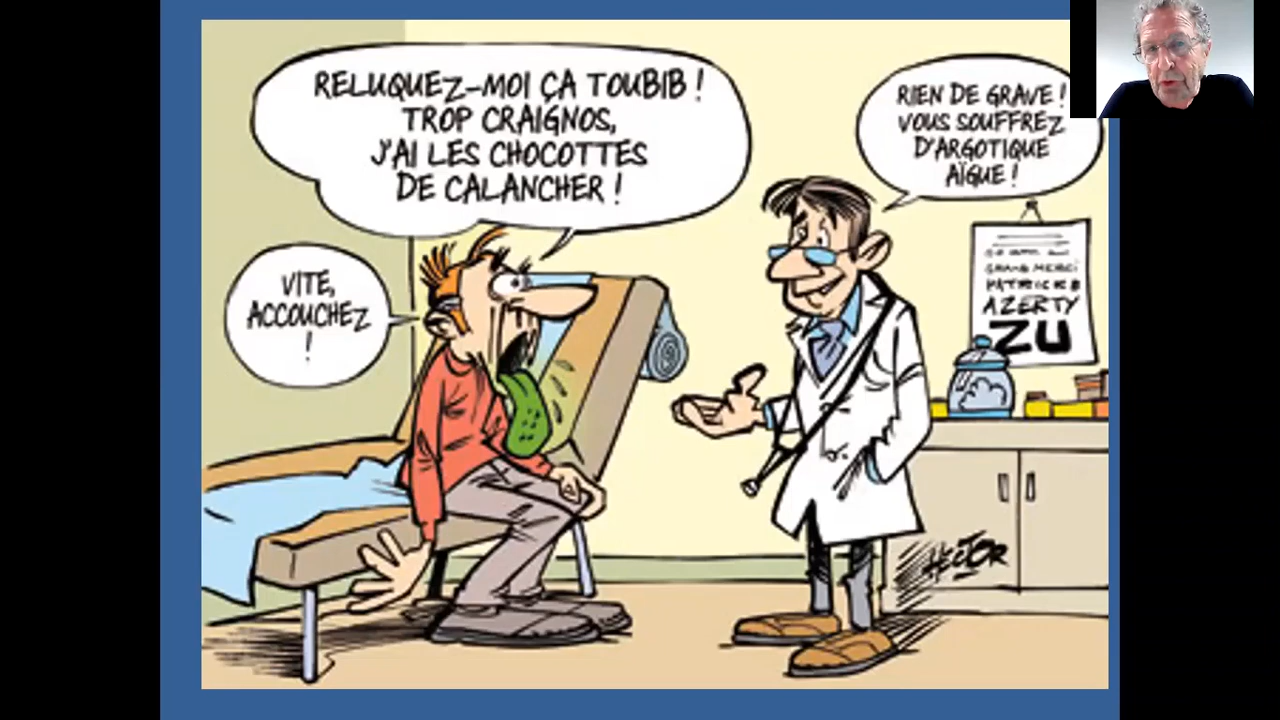 RELUQUEZ-MOI ÇA TOUBIB !
TROP CRAIGNOS,
J'AI LES CHOCOTTES
DE CALANCHER !
VITE,
ACCOUCHEZ
!
RIEN DE GRAVE !
VOUS SOUFFREZ
D'ARGOTIQUE
AÏGUE !
GRAND MERCI
AZERTY
ZU
HECTOR